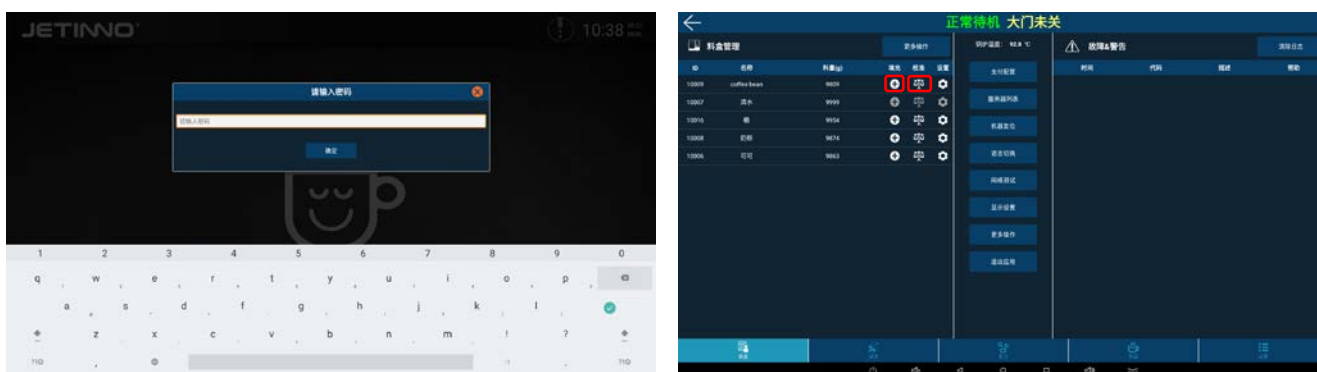 JETINNO
10:38
请输入密码
请输入密码
确定
1 2 3 4 5 6 7 8 9 0
q w e r t y u i o p
a s d f g h j k l
z x c v b n m ! ?
?1☺
?1☺
正常待机 大门未关
料盒管理
更多操作
ID 名称 料量(g) 填充 校准 设置
10009 coffee bean 9809
10007 清水 9999
10016 糖 9954
10008 奶粉 9874
10006 可可 9863
锅炉温度: 92.8 ℃
支付配置
服务器列表
机器复位
语言切换
网络测试
显示设置
更多操作
退出应用
故障&警告
清除日志
时间 代码 描述 帮助